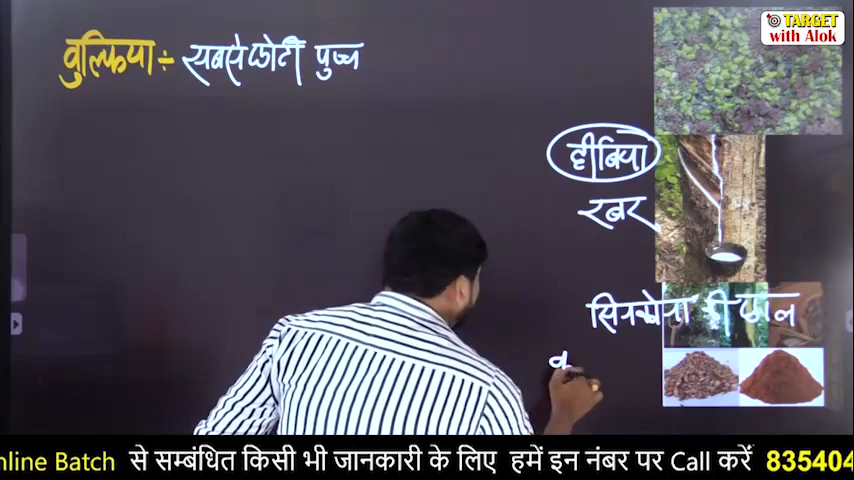 TARGET
with Alok
वुल्फिया ÷ सबसे छोटी पुष्प
हीबिया
रबर
सिनकोना की छाल
nline Batch से सम्बंधित किसी भी जानकारी के लिए हमें इन नंबर पर Call करें 835404